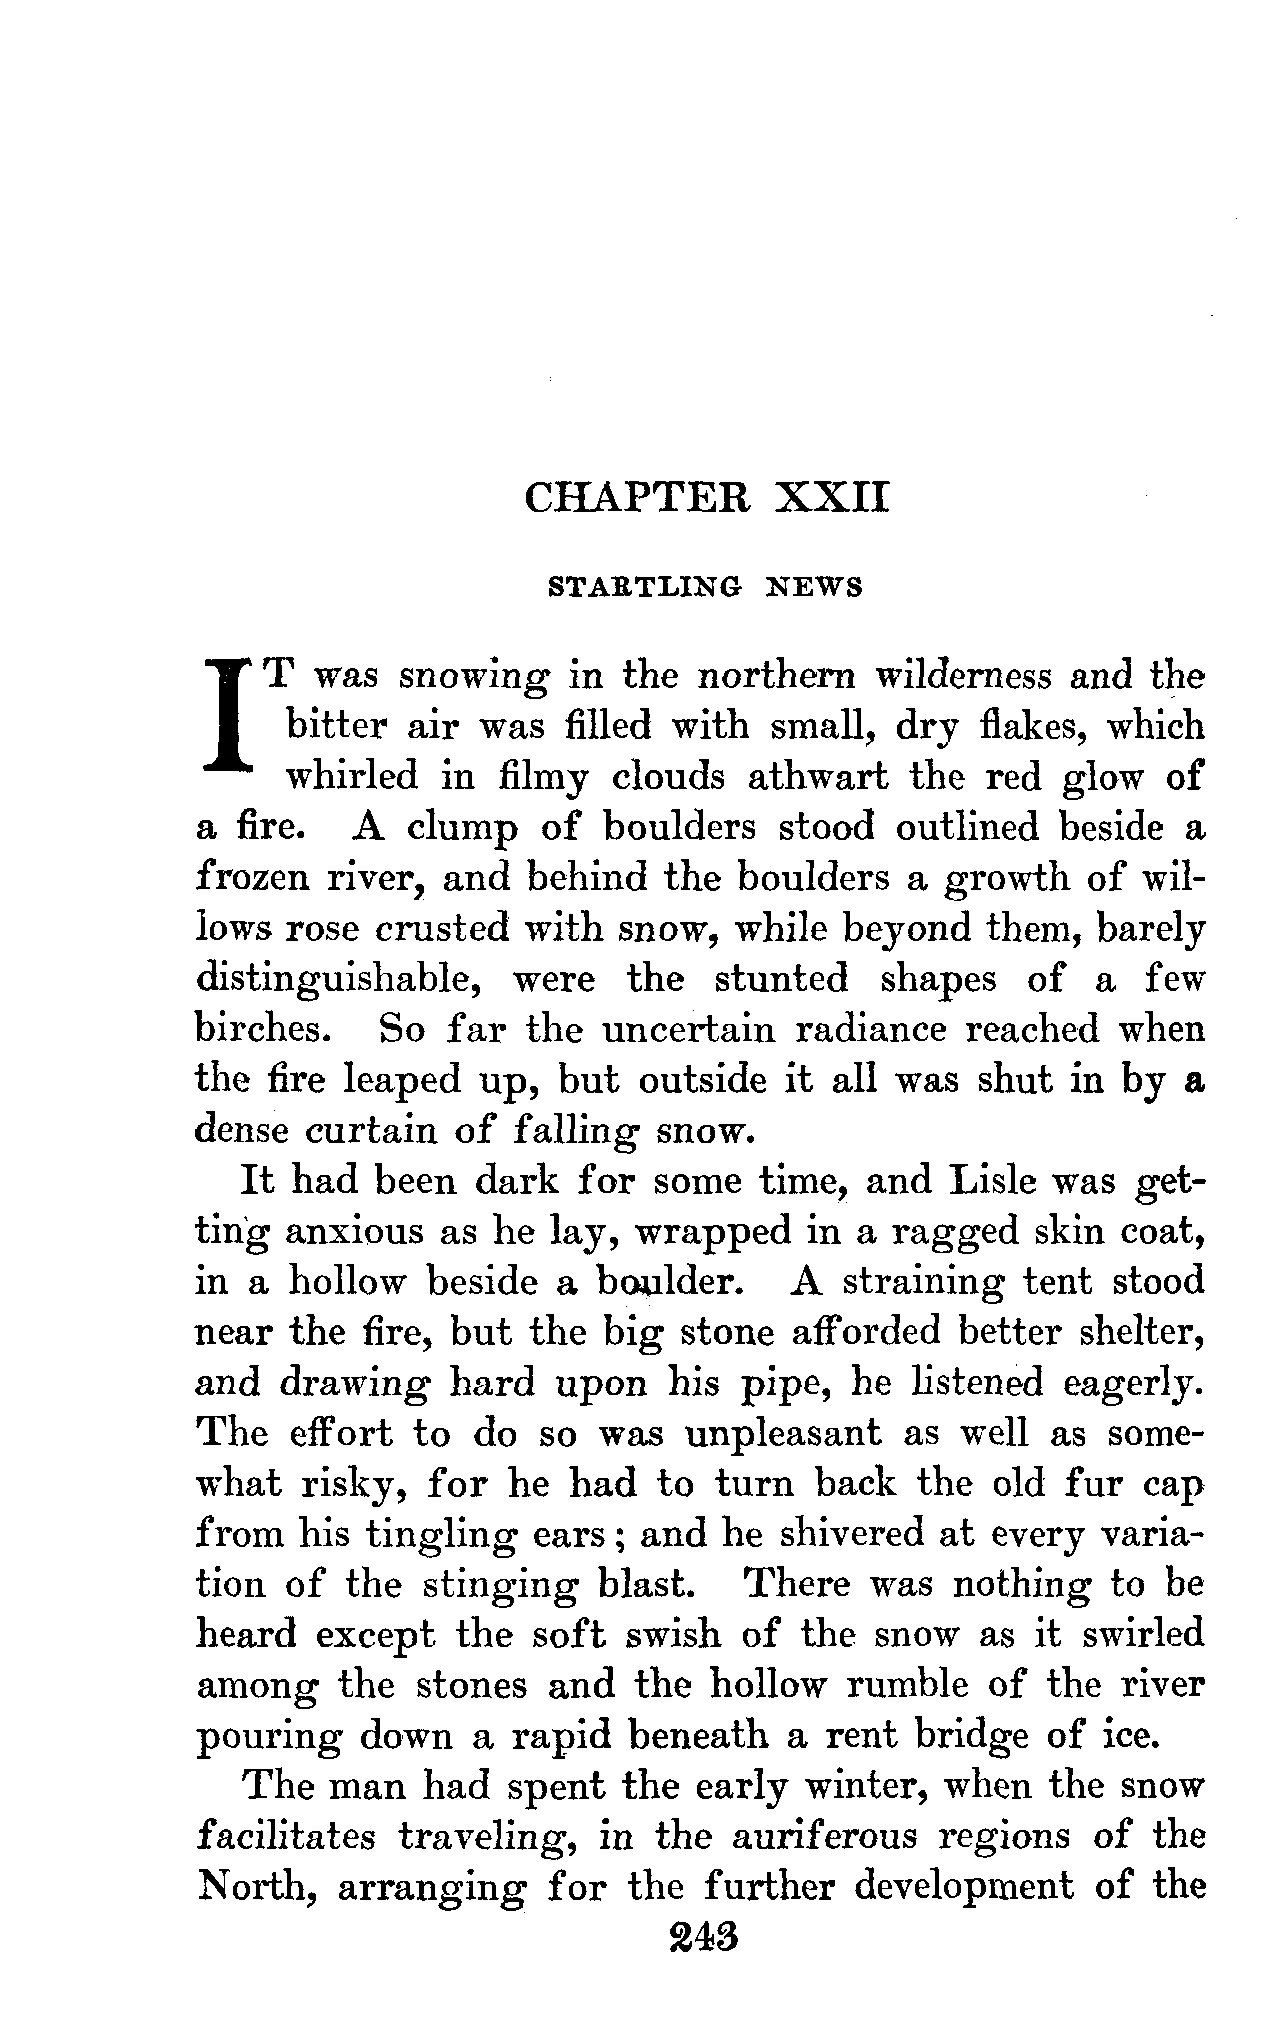 CHAPTER XXII
STARTLING NEWS
IT was snowing in the northern wilderness and the
bitter air was filled with small, dry flakes, which
whirled in filmy clouds athwart the red glow of
a fire. A clump of boulders stood outlined beside a
frozen river, and behind the boulders a growth of wil-
lows rose crusted with snow, while beyond them, barely
distinguishable, were the stunted shapes of a few
birches. So far the uncertain radiance reached when
the fire leaped up, but outside it all was shut in by a
dense curtain of falling snow.
It had been dark for some time, and Lisle was get-
ting anxious as he lay, wrapped in a ragged skin coat,
in a hollow beside a boulder. A straining tent stood
near the fire, but the big stone afforded better shelter,
and drawing hard upon his pipe, he listened eagerly.
The effort to do so was unpleasant as well as some-
what risky, for he had to turn back the old fur cap
from his tingling ears; and he shivered at every varia-
tion of the stinging blast. There was nothing to be
heard except the soft swish of the snow as it swirled
among the stones and the hollow rumble of the river
pouring down a rapid beneath a rent bridge of ice.
The man had spent the early winter, when the snow
facilitates traveling, in the auriferous regions of the
North, arranging for the further development of the
243